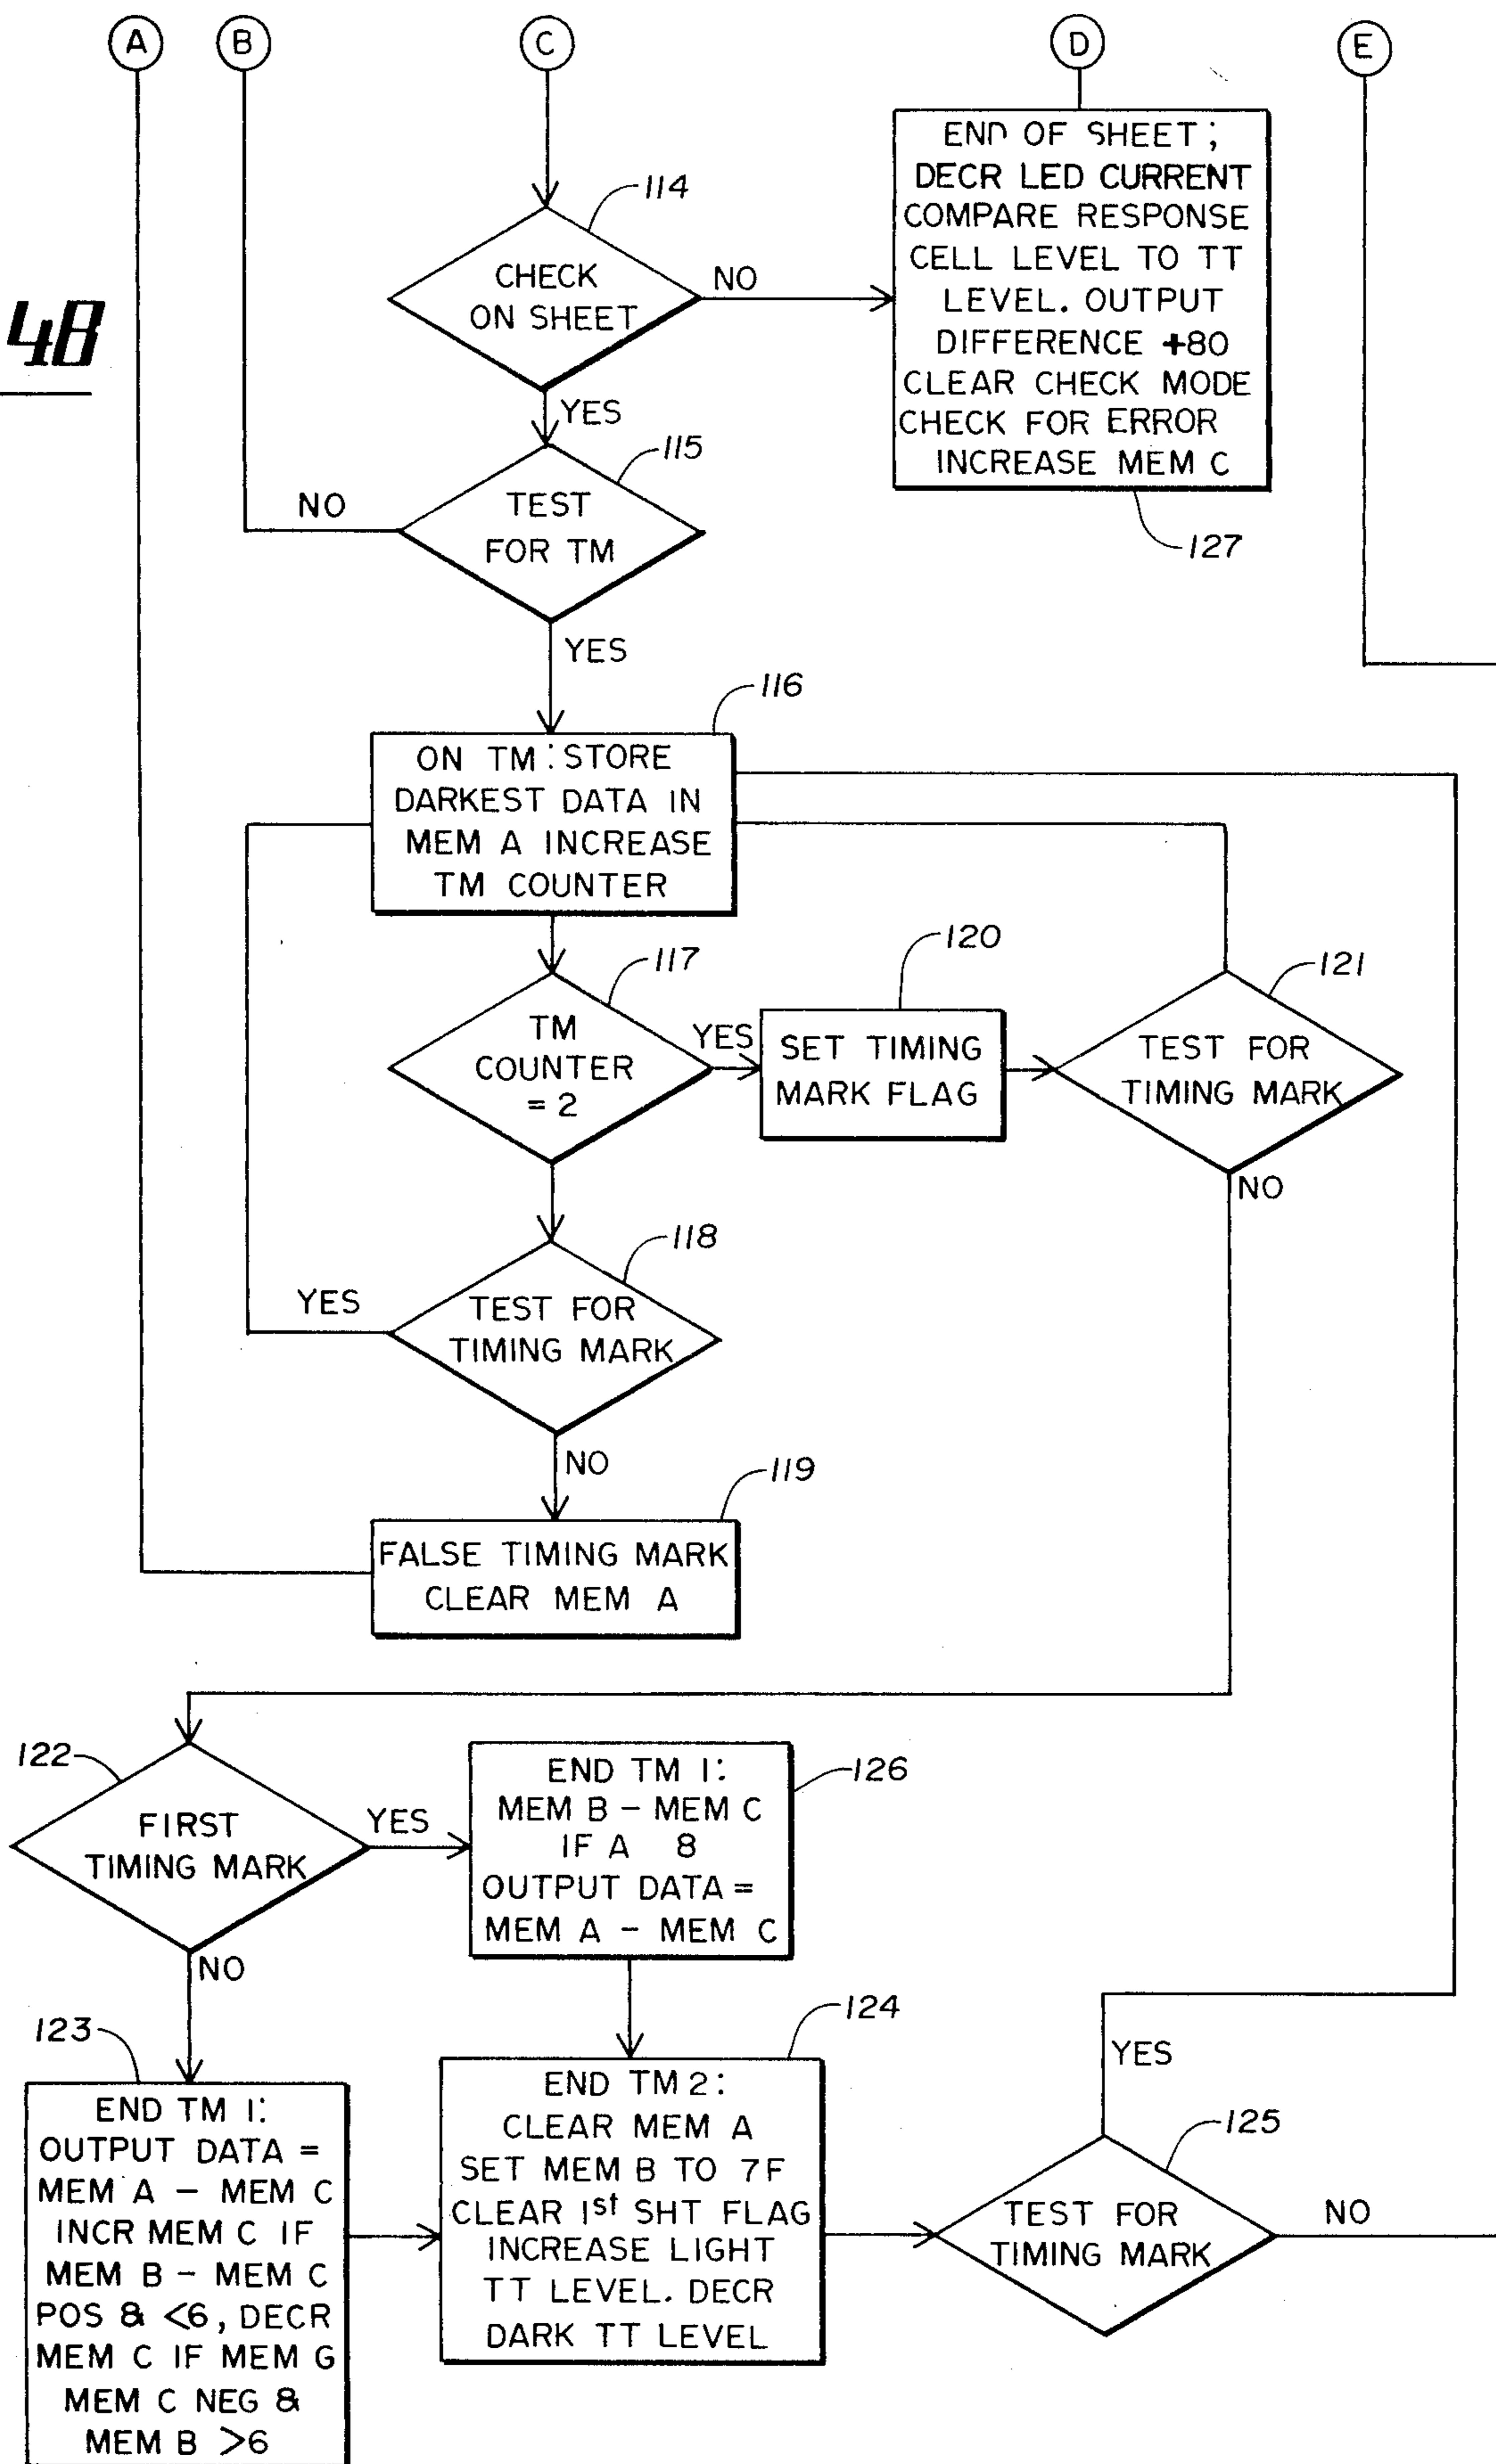 A
B
C
D
E
48
END OF SHEET;
DECR LED CURRENT
COMPARE RESPONSE
CELL LEVEL TO TT
LEVEL. OUTPUT
DIFFERENCE +80
CLEAR CHECK MODE
CHECK FOR ERROR
INCREASE MEM C
127
114
CHECK
ON SHEET
NO
YES
115
TEST
FOR TM
NO
YES
116
ON TM: STORE
DARKEST DATA IN
MEM A INCREASE
TM COUNTER
117
TM
COUNTER
= 2
YES
120
SET TIMING
MARK FLAG
121
TEST FOR
TIMING MARK
NO
118
TEST FOR
TIMING MARK
YES
NO
119
FALSE TIMING MARK
CLEAR MEM A
122
FIRST
TIMING MARK
YES
NO
126
END TM 1:
MEM B - MEM C
IF A 8
OUTPUT DATA =
MEM A - MEM C
123
END TM 1:
OUTPUT DATA =
MEM A - MEM C
INCR MEM C IF
MEM B - MEM C
POS & <6, DECR
MEM C IF MEM G
MEM C NEG &
MEM B >6
124
END TM 2:
CLEAR MEM A
SET MEM B TO 7F
CLEAR 1st SHT FLAG
INCREASE LIGHT
TT LEVEL. DECR
DARK TT LEVEL
125
TEST FOR
TIMING MARK
YES
NO